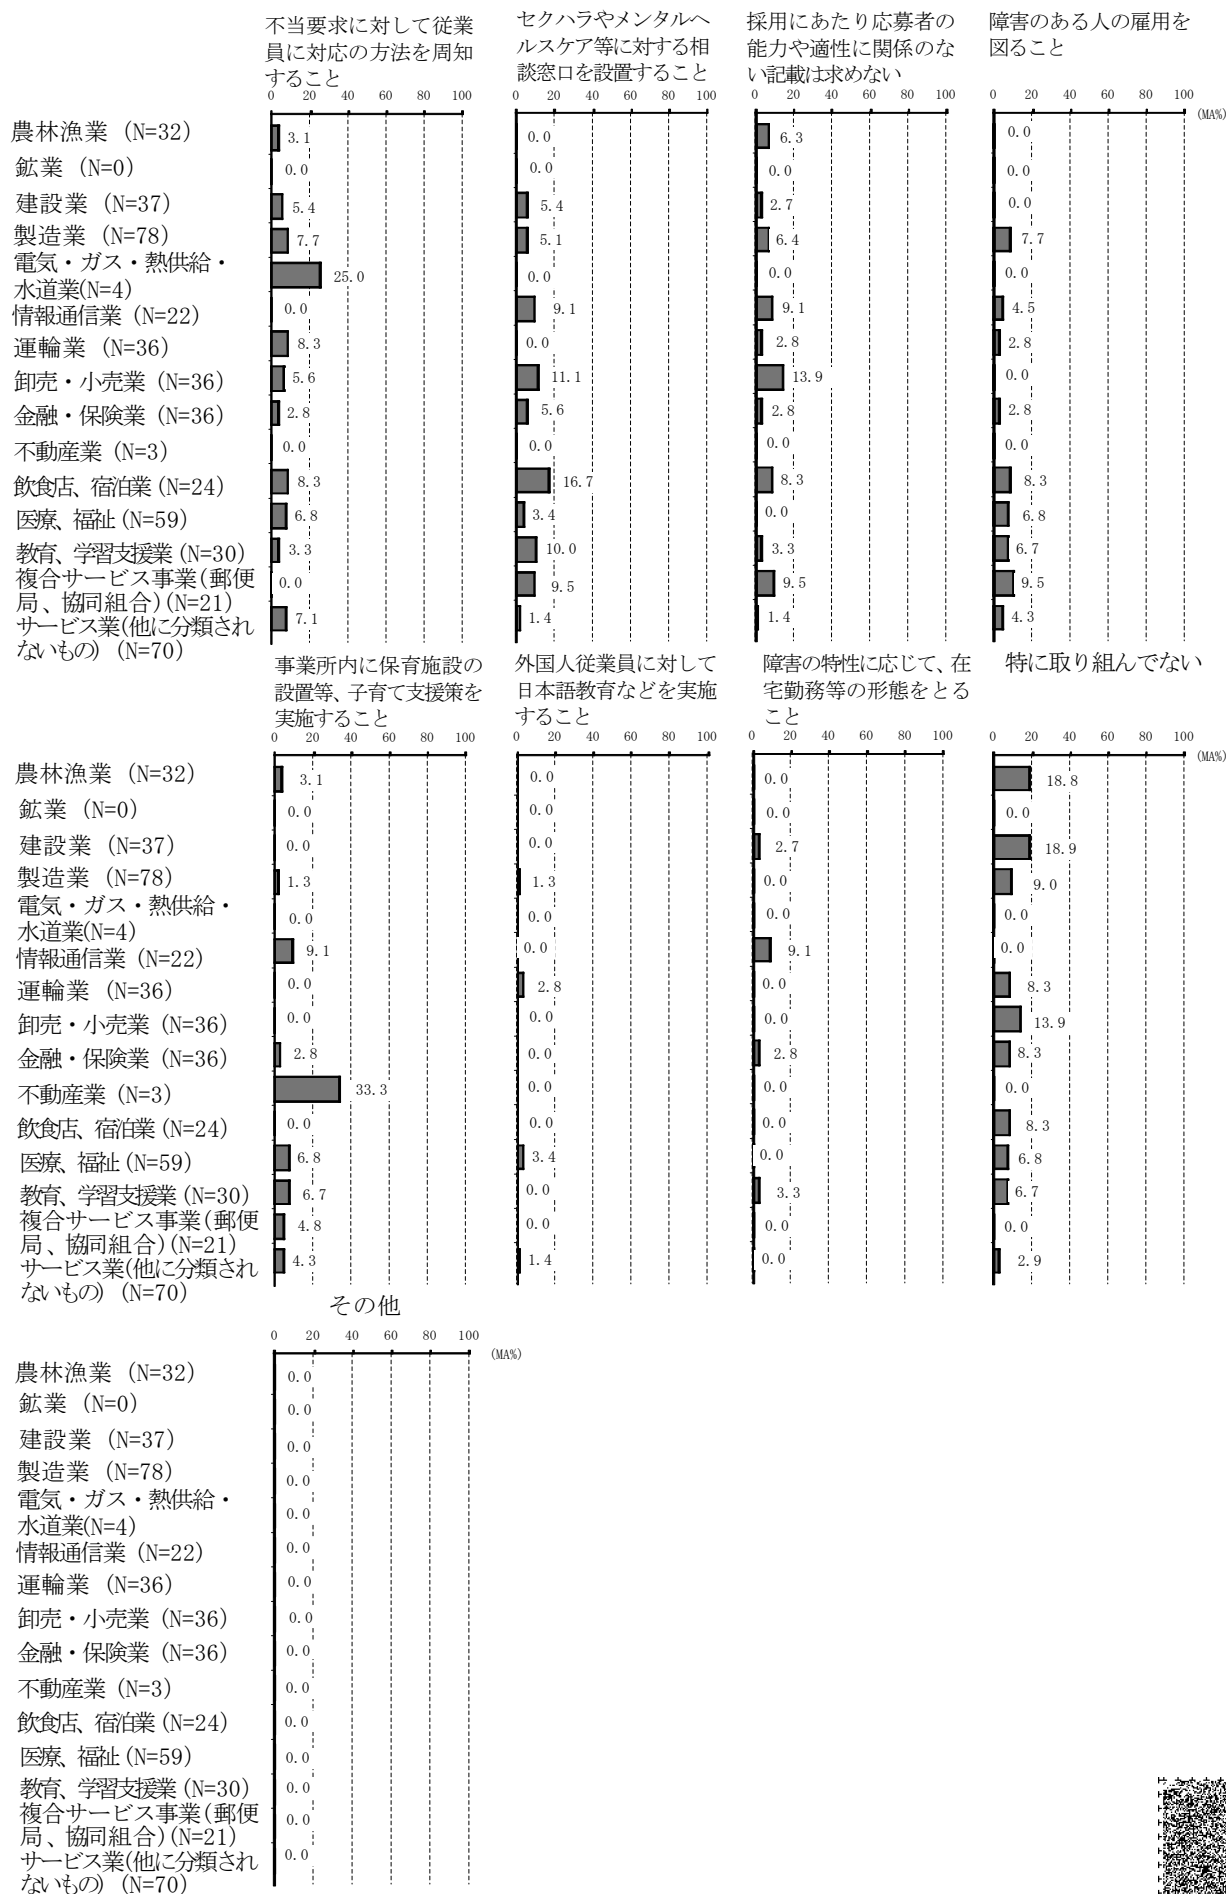 不当要求に対して従業
員に対応の方法を周知
すること
セクハラやメンタルヘ
ルスケア等に対する相
談窓口を設置すること
採用にあたり応募者の
能力や適性に関係のな
い記載は求めない
障害のある人の雇用を
図ること
0 20 40 60 80 100
0 20 40 60 80 100
0 20 40 60 80 100
0 20 40 60 80 100
(MA%)
農林漁業 (N=32) 3.1 0.0 6.3 0.0
鉱業 (N=0) 0.0 0.0 0.0 0.0
建設業 (N=37) 5.4 5.4 2.7 0.0
製造業 (N=78) 7.7 5.1 6.4 7.7
電気・ガス・熱供給・
水道業(N=4) 25.0 0.0 0.0 0.0
情報通信業 (N=22) 0.0 9.1 9.1 4.5
運輸業 (N=36) 8.3 0.0 2.8 2.8
卸売・小売業 (N=36) 5.6 11.1 13.9 0.0
金融・保険業 (N=36) 2.8 5.6 2.8 2.8
不動産業 (N=3) 0.0 0.0 0.0 0.0
飲食店、宿泊業 (N=24) 8.3 16.7 8.3 8.3
医療、福祉 (N=59) 6.8 3.4 0.0 6.8
教育、学習支援業 (N=30) 3.3 10.0 3.3 6.7
複合サービス事業(郵便
局、協同組合) (N=21) 0.0 9.5 9.5 9.5
サービス業(他に分類され
ないもの) (N=70) 7.1 1.4 1.4 4.3
事業所内に保育施設の
設置等、子育て支援策を
実施すること
外国人従業員に対して
日本語教育などを実施
すること
障害の特性に応じて、在
宅勤務等の形態をとる
こと
特に取り組んでない
0 20 40 60 80 100
0 20 40 60 80 100
0 20 40 60 80 100
0 20 40 60 80 100
(MA%)
農林漁業 (N=32) 3.1 0.0 0.0 18.8
鉱業 (N=0) 0.0 0.0 0.0 0.0
建設業 (N=37) 0.0 0.0 2.7 18.9
製造業 (N=78) 1.3 1.3 0.0 9.0
電気・ガス・熱供給・
水道業(N=4) 0.0 0.0 0.0 0.0
情報通信業 (N=22) 9.1 0.0 9.1 0.0
運輸業 (N=36) 0.0 2.8 0.0 8.3
卸売・小売業 (N=36) 0.0 0.0 0.0 13.9
金融・保険業 (N=36) 2.8 0.0 2.8 8.3
不動産業 (N=3) 33.3 0.0 0.0 0.0
飲食店、宿泊業 (N=24) 0.0 0.0 0.0 8.3
医療、福祉 (N=59) 6.8 3.4 0.0 6.8
教育、学習支援業 (N=30) 6.7 0.0 3.3 6.7
複合サービス事業(郵便
局、協同組合) (N=21) 4.8 0.0 0.0 0.0
サービス業(他に分類され
ないもの) (N=70) 4.3 1.4 0.0 2.9
その他
0 20 40 60 80 100
(MA%)
農林漁業 (N=32) 0.0
鉱業 (N=0) 0.0
建設業 (N=37) 0.0
製造業 (N=78) 0.0
電気・ガス・熱供給・
水道業(N=4) 0.0
情報通信業 (N=22) 0.0
運輸業 (N=36) 0.0
卸売・小売業 (N=36) 0.0
金融・保険業 (N=36) 0.0
不動産業 (N=3) 0.0
飲食店、宿泊業 (N=24) 0.0
医療、福祉 (N=59) 0.0
教育、学習支援業 (N=30) 0.0
複合サービス事業(郵便
局、協同組合) (N=21) 0.0
サービス業(他に分類され
ないもの) (N=70) 0.0